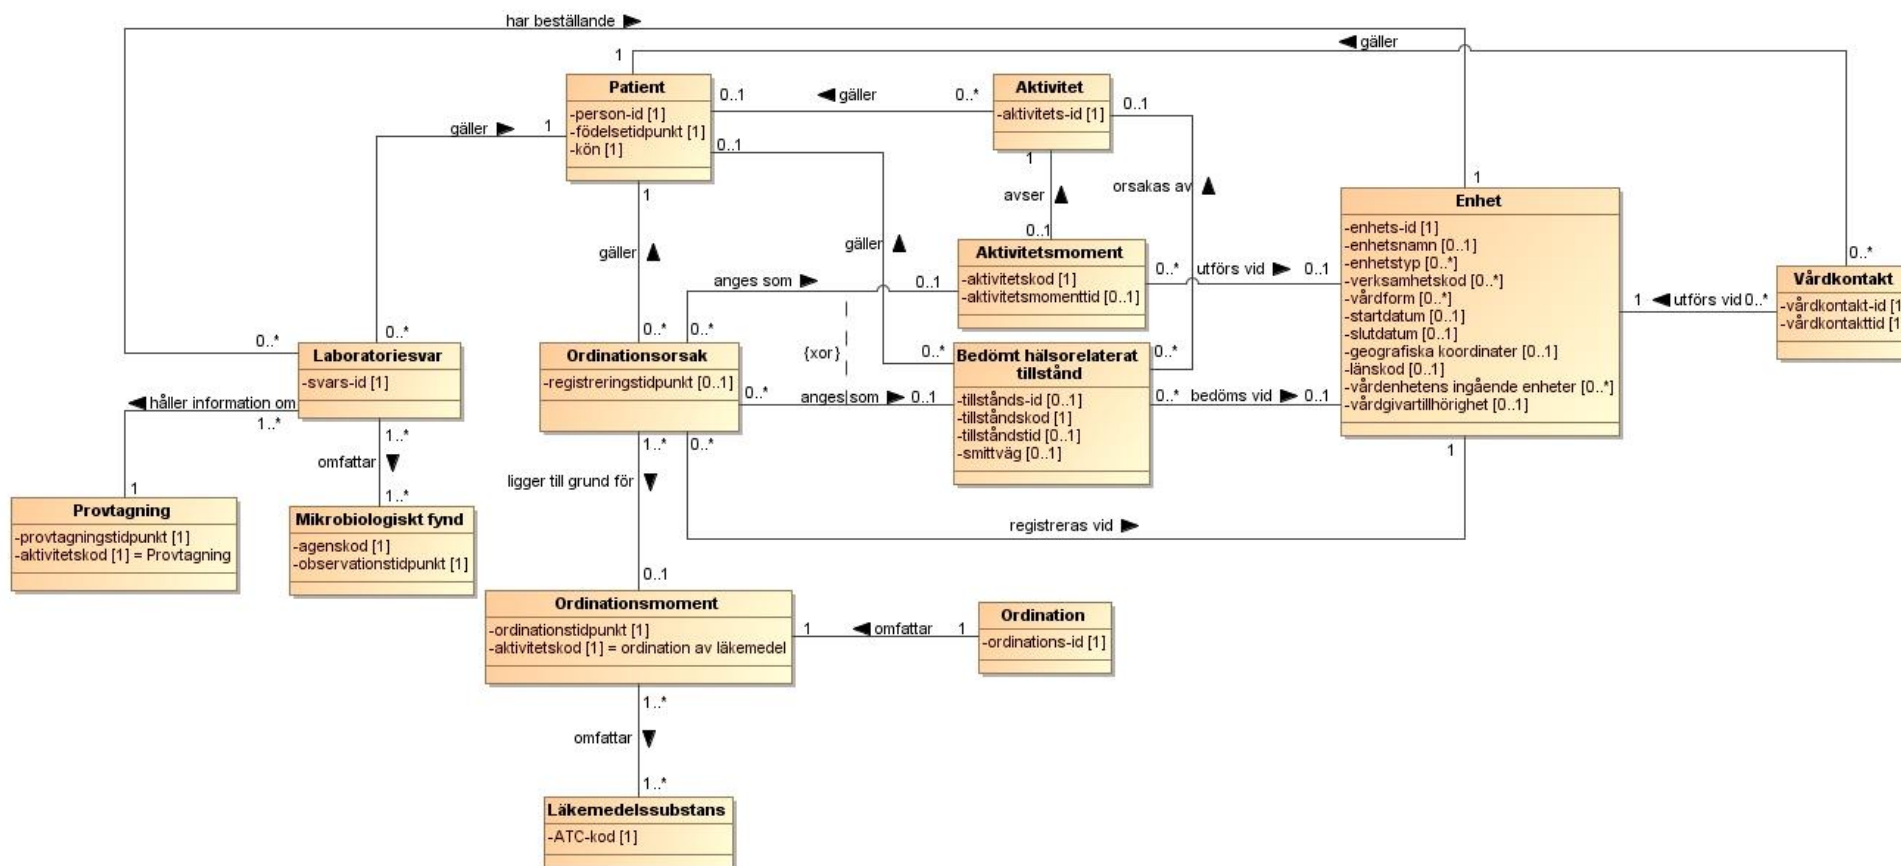 har beställande
gäller
1
Patient
-person-id [1]
-födelsetidpunkt [1]
-kön [1]
0..1
gäller
0..*
Aktivitet
-aktivitets-id [1]
0..1
gäller
1
0..1
1
1
avser
orsakas av
0..1
gäller
gäller
1
Enhet
-enhets-id [1]
-enhetsnamn [0..1]
-enhetstyp [0..*]
-verksamhetskod [0..*]
-vårdform [0..*]
-startdatum [0..1]
-slutdatum [0..1]
-geografiska koordinater [0..1]
-länskod [0..1]
-vårdenhetens ingående enheter [0..*]
-vårdgivartillhörighet [0..1]
Aktivitetsmoment
-aktivitetskod [1]
-aktivitetsmomenttid [0..1]
0..*
utförs vid
0..1
0..*
Vårdkontakt
-vårdkontakt-id [1
-vårdkontakttid [1
1
utförs vid
0..*
anges som
0..1
{xor}
0..*
0..*
0..*
0..*
Laboratoriesvar
-svars-id [1]
0..*
Ordinationsorsak
-registreringstidpunkt [0..1]
0..*
anges som
0..1
0..*
Bedömt hälsorelaterat
tillstånd
-tillstånds-id [0..1]
-tillståndskod [1]
-tillståndstid [0..1]
-smittväg [0..1]
0..*
0..*
bedöms vid
0..1
håller information om
1..*
1..*
omfattar
1..*
1
Provtagning
-provtagningstidpunkt [1]
-aktivitetskod [1] = Provtagning
Mikrobiologiskt fynd
-agenskod [1]
-observationstidpunkt [1]
1..*
0..*
ligger till grund för
registreras vid
1
0..1
Ordinationsmoment
-ordinationstidpunkt [1]
-aktivitetskod [1] = ordination av läkemedel
1
omfattar
1
Ordination
-ordinations-id [1]
1..*
omfattar
1..*
Läkemedelssubstans
-ATC-kod [1]